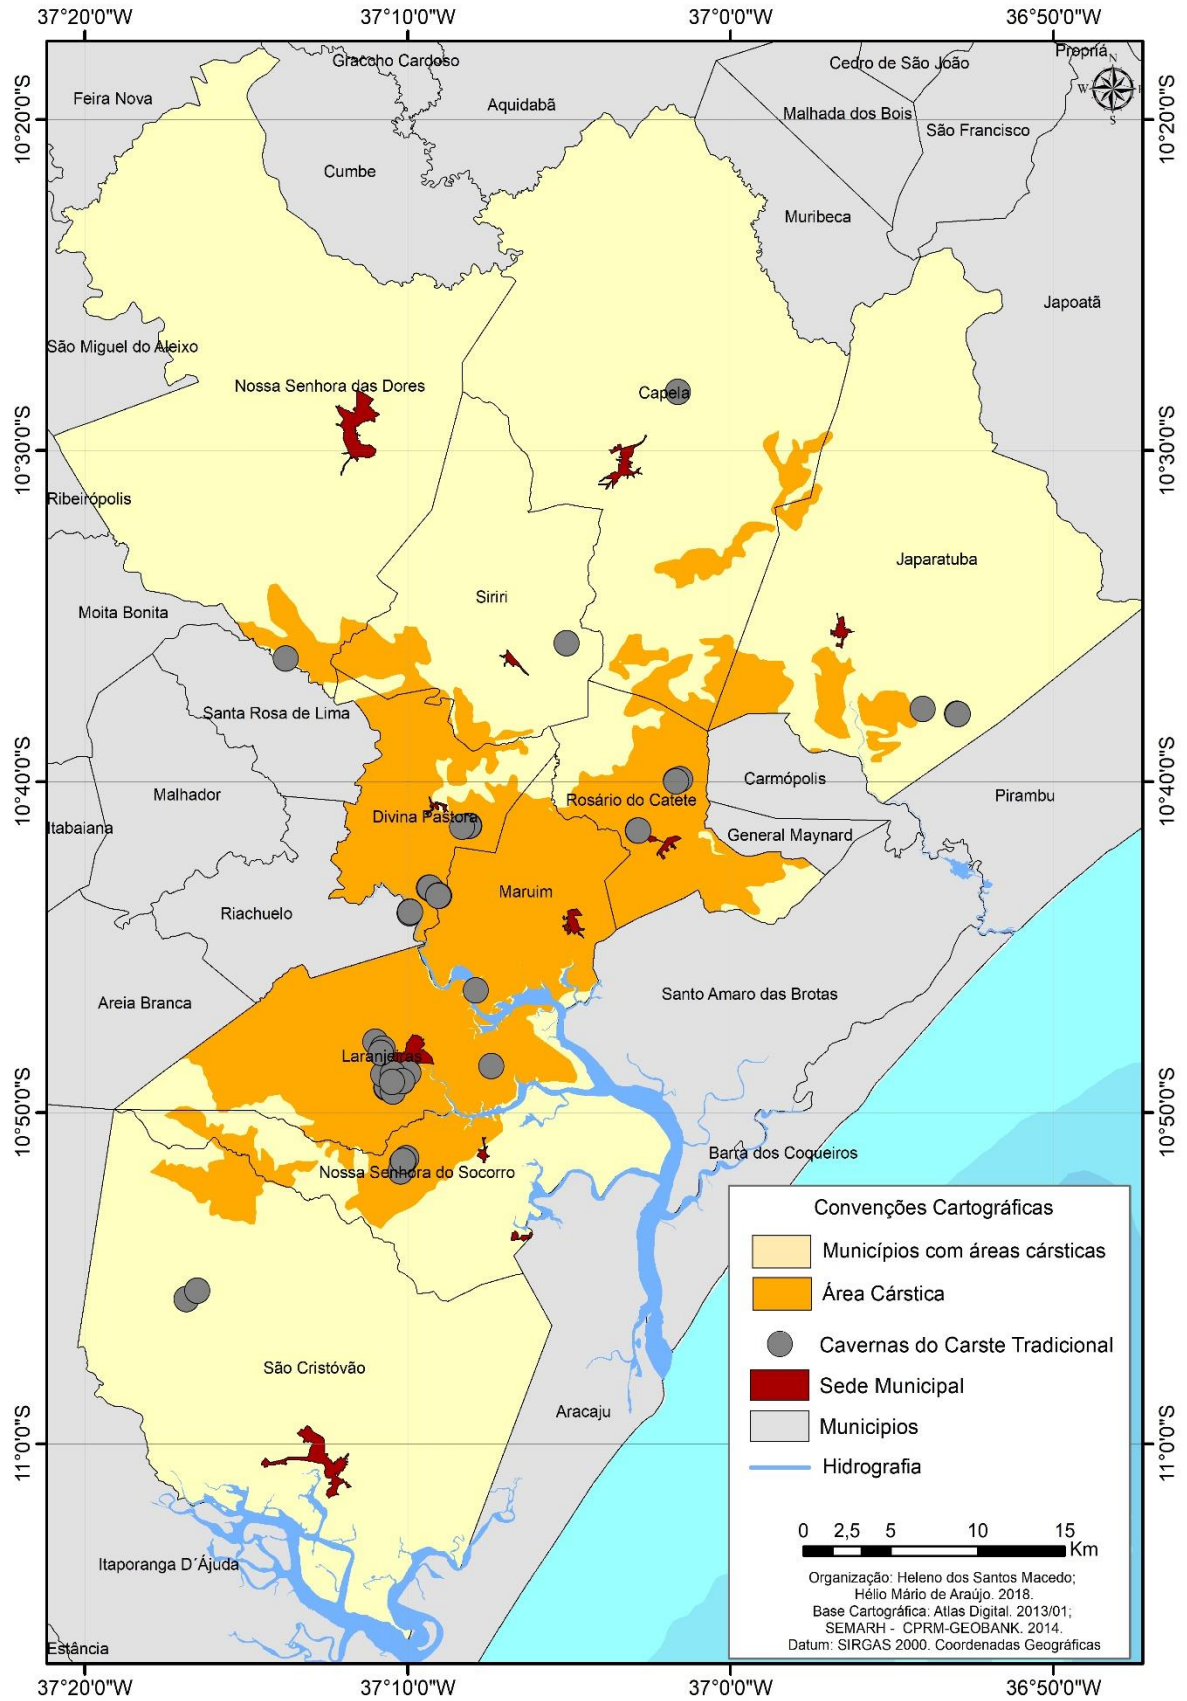 37°20'0"W
37°10'0"W
37°0'0"W
36°50'0"W
10°20'0"S
10°30'0"S
10°40'0"S
10°50'0"S
11°0'0"S
10°20'0"S
10°30'0"S
10°40'0"S
10°50'0"S
11°0'0"S
Graccho Cardoso
Propriá
Cedro de São João
Feira Nova
Aquidabã
Malhada dos Bois
São Francisco
N
W
S
Cumbe
Muribeca
Japoatã
São Miguel do Aleixo
Nossa Senhora das Dores
Capela
Ribeirópolis
Japaratuba
Siriri
Moita Bonita
Santa Rosa de Lima
Carmópolis
Malhador
Pirambu
Rosário do Catete
Divina Pastora
Itabaiana
General Maynard
Maruim
Riachuelo
Santo Amaro das Brotas
Areia Branca
Laranjeiras
Barra dos Coqueiros
Nossa Senhora do Socorro
São Cristóvão
Aracaju
Itaporanga D´Ájuda
Estância
Convenções Cartográficas
Municípios com áreas cársticas
Área Cárstica
Cavernas do Carste Tradicional
Sede Municipal
Municipios
Hidrografia
0 2,5 5 10 15
Km
Organização: Heleno dos Santos Macedo;
Hélio Mário de Araújo. 2018.
Base Cartográfica: Atlas Digital. 2013/01;
SEMARH - CPRM-GEOBANK. 2014.
Datum: SIRGAS 2000. Coordenadas Geográficas
37°20'0"W
37°10'0"W
37°0'0"W
36°50'0"W